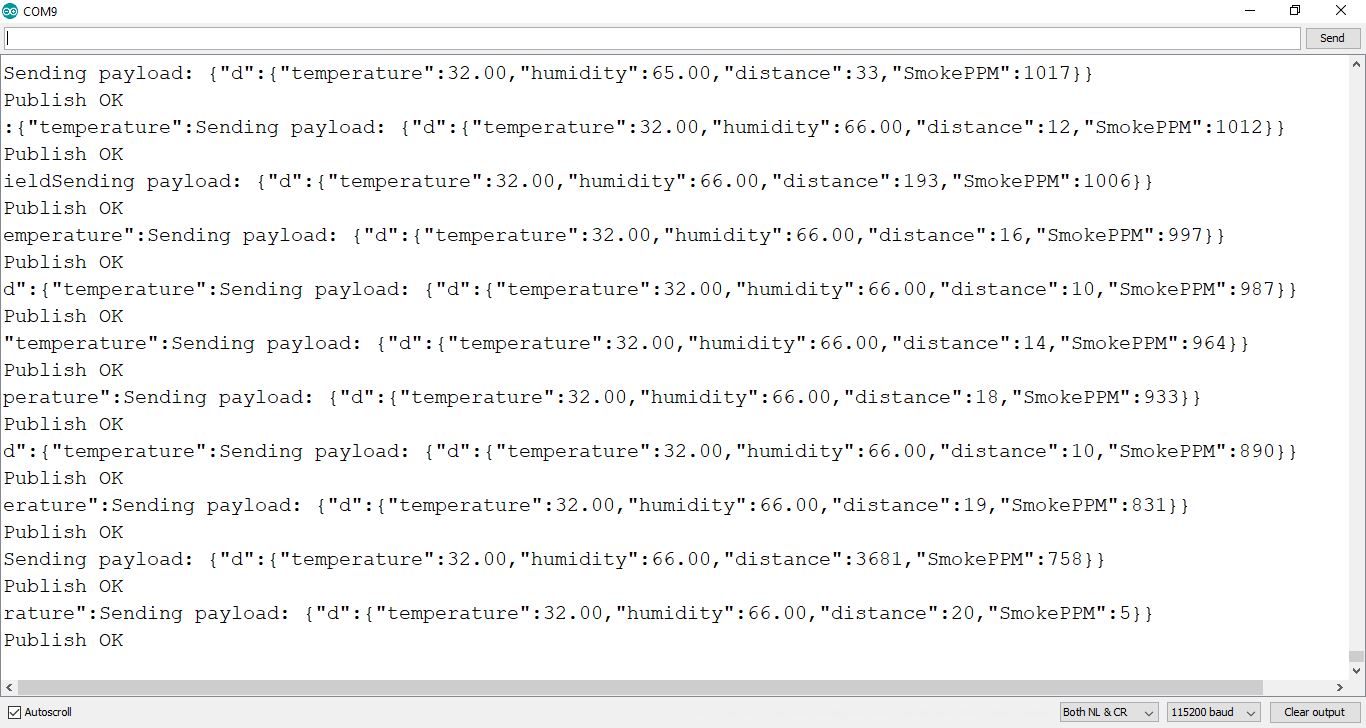 COM9
Send
Sending payload: {"d":{"temperature":32.00,"humidity":65.00,"distance":33,"SmokePPM":1017}}
Publish OK
:{"temperature":Sending payload: {"d":{"temperature":32.00,"humidity":66.00,"distance":12,"SmokePPM":1012}}
Publish OK
ieldSending payload: {"d":{"temperature":32.00,"humidity":66.00,"distance":193,"SmokePPM":1006}}
Publish OK
emperature":Sending payload: {"d":{"temperature":32.00,"humidity":66.00,"distance":16,"SmokePPM":997}}
Publish OK
d":{"temperature":Sending payload: {"d":{"temperature":32.00,"humidity":66.00,"distance":10,"SmokePPM":987}}
Publish OK
"temperature":Sending payload: {"d":{"temperature":32.00,"humidity":66.00,"distance":14,"SmokePPM":964}}
Publish OK
perature":Sending payload: {"d":{"temperature":32.00,"humidity":66.00,"distance":18,"SmokePPM":933}}
Publish OK
d":{"temperature":Sending payload: {"d":{"temperature":32.00,"humidity":66.00,"distance":10,"SmokePPM":890}}
Publish OK
erature":Sending payload: {"d":{"temperature":32.00,"humidity":66.00,"distance":19,"SmokePPM":831}}
Publish OK
Sending payload: {"d":{"temperature":32.00,"humidity":66.00,"distance":3681,"SmokePPM":758}}
Publish OK
rature":Sending payload: {"d":{"temperature":32.00,"humidity":66.00,"distance":20,"SmokePPM":5}}
Publish OK
Autoscroll
Both NL & CR
115200 baud
Clear output